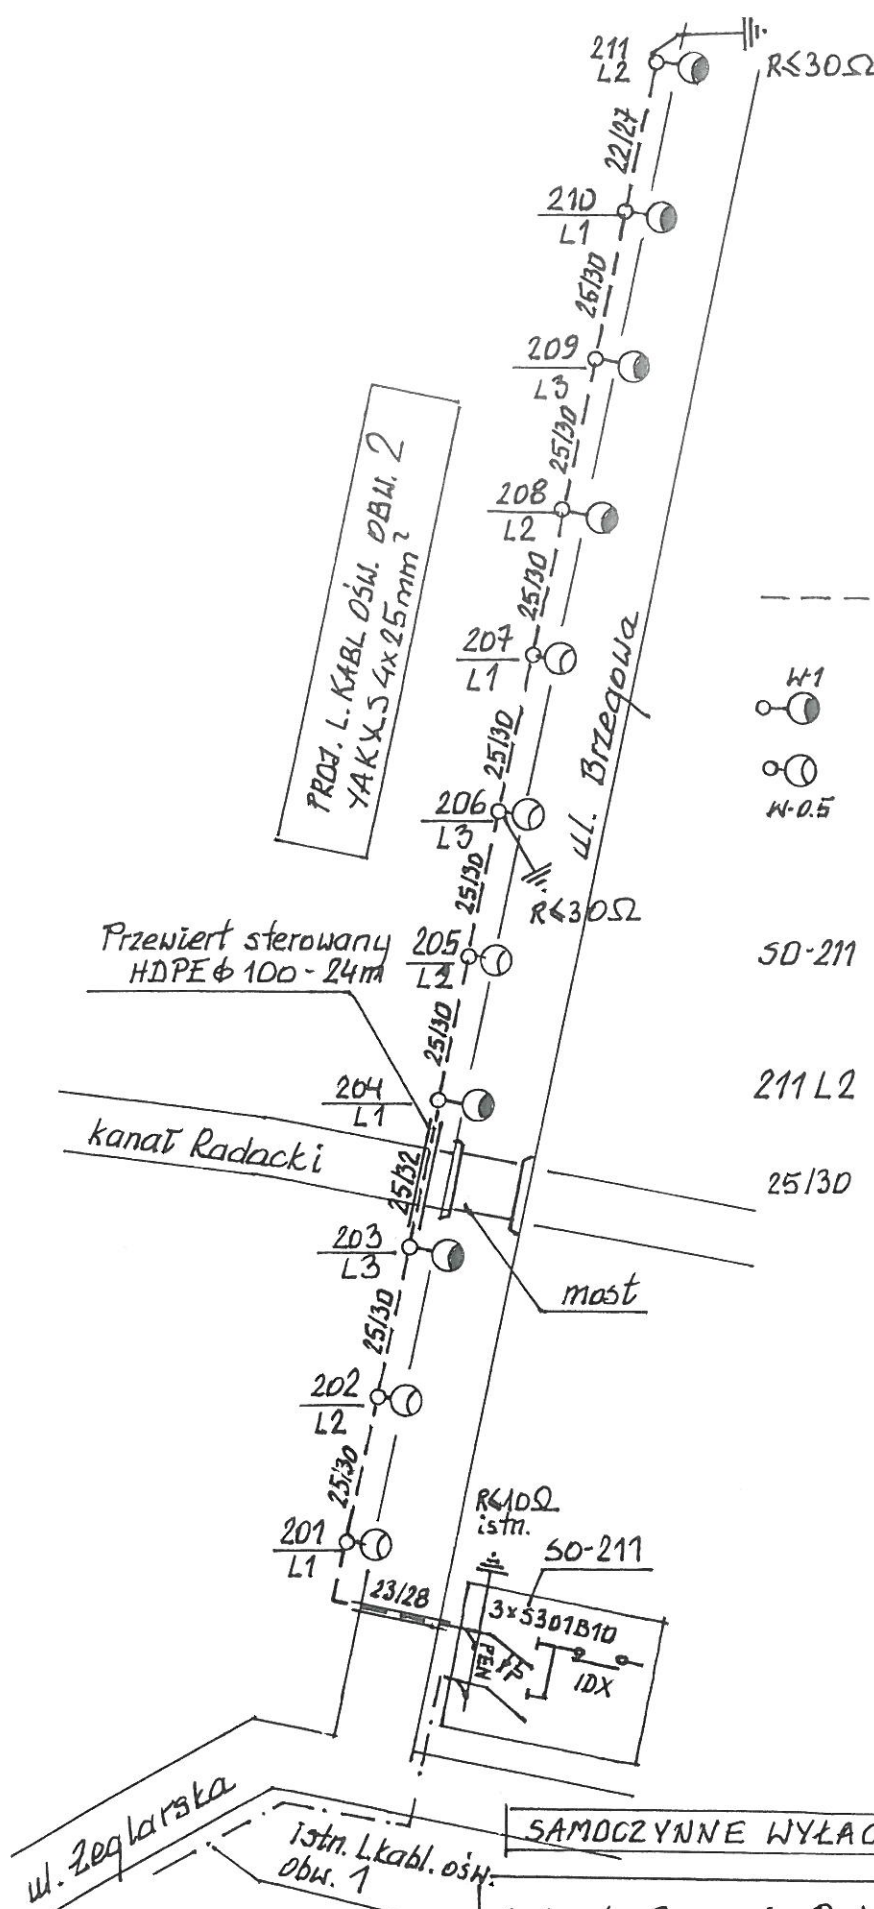 211
L2
R≤30Ω
22/27
210
L1
25/30
209
L3
25/30
208
L2
25/30
207
L1
25/30
206
L3
R≤30Ω
25/30
205
L2
25/30
204
L1
25/32
203
L3
25/30
202
L2
25/30
201
L1
23/28
PROJ. L. KABL OŚW. OBW. 2
YAKXS 4x25mm²
ul. Brzegowa
W-1
W-0.5
SO-211
211 L2
25/30
Przewiert sterowany
HDPE ϕ 100 - 24m
kanał Radacki
most
R≤10Ω
istn.
SO-211
3xS301B10
PEN
IDX
ul. Żeglarska
istn. L.kabl. ośw.
obw. 1
SAMOCZYNNE WYŁĄC